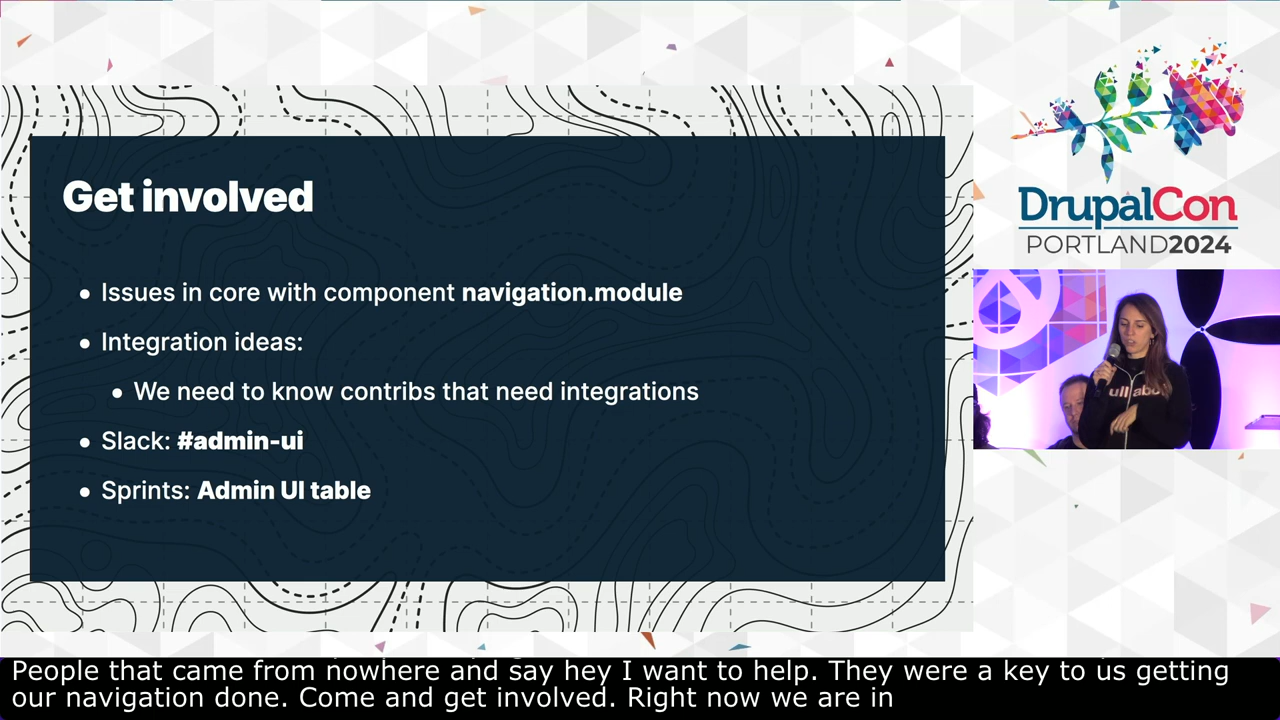 Get involved
Issues in core with component navigation.module
Integration ideas:
We need to know contribs that need integrations
Slack: #admin-ui
Sprints: Admin UI table
DrupalCon
PORTLAND2024
People that came from nowhere and say hey I want to help. They were a key to us getting
our navigation done. Come and get involved. Right now we are in